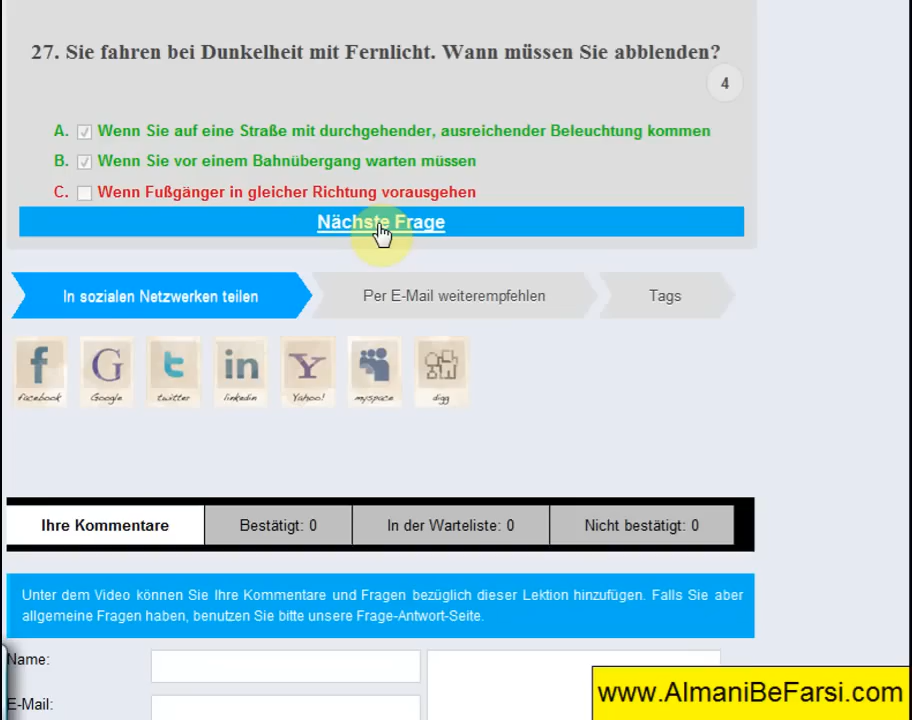 27. Sie fahren bei Dunkelheit mit Fernlicht. Wann müssen Sie abblenden?
4
A. Wenn Sie auf eine Straße mit durchgehender, ausreichender Beleuchtung kommen
B. Wenn Sie vor einem Bahnübergang warten müssen
C. Wenn Fußgänger in gleicher Richtung vorausgehen
Nächste Frage
In sozialen Netzwerken teilen Per E-Mail weiterempfehlen Tags
f G t in Y
facebook Google twitter linkedin Yahoo! myspace digg
Ihre Kommentare Bestätigt: 0 In der Warteliste: 0 Nicht bestätigt: 0
Unter dem Video können Sie Ihre Kommentare und Fragen bezüglich dieser Lektion hinzufügen. Falls Sie aber
allgemeine Fragen haben, benutzen Sie bitte unsere Frage-Antwort-Seite.
Name:
E-Mail:
www.AlmaniBeFarsi.com